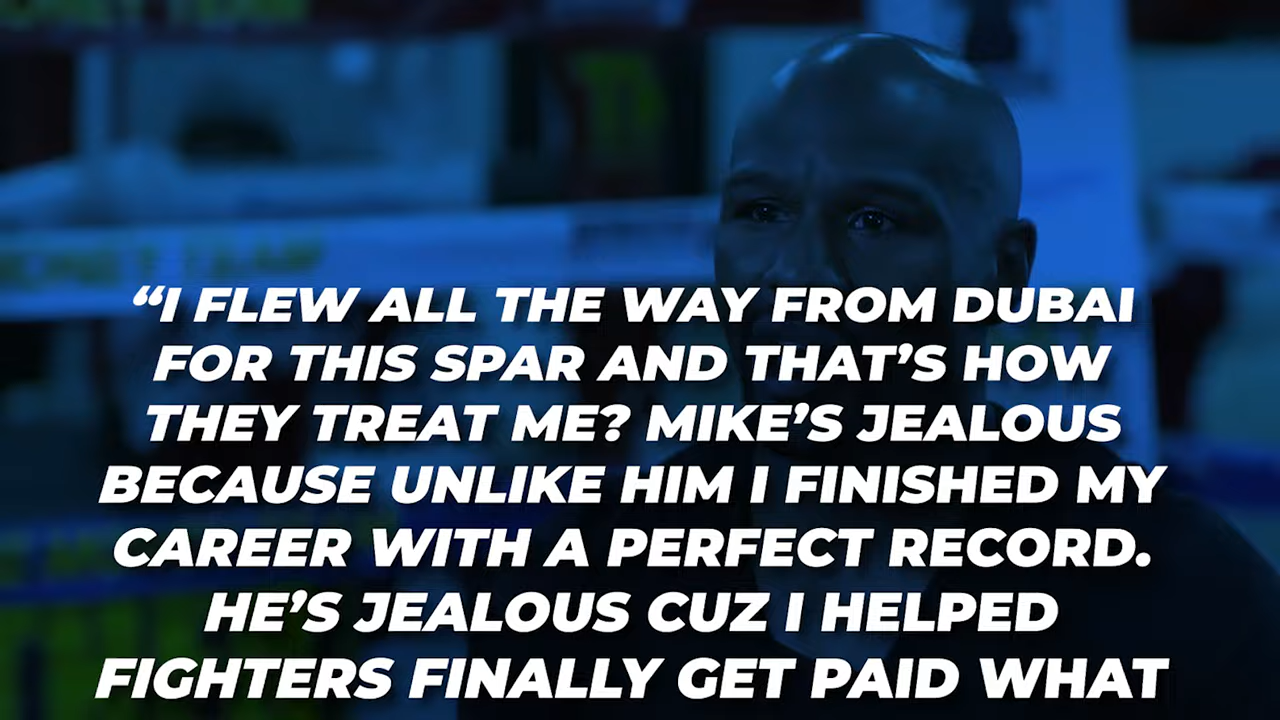 “I FLEW ALL THE WAY FROM DUBAI
FOR THIS SPAR AND THAT’S HOW
THEY TREAT ME? MIKE’S JEALOUS
BECAUSE UNLIKE HIM I FINISHED MY
CAREER WITH A PERFECT RECORD.
HE’S JEALOUS CUZ I HELPED
FIGHTERS FINALLY GET PAID WHAT